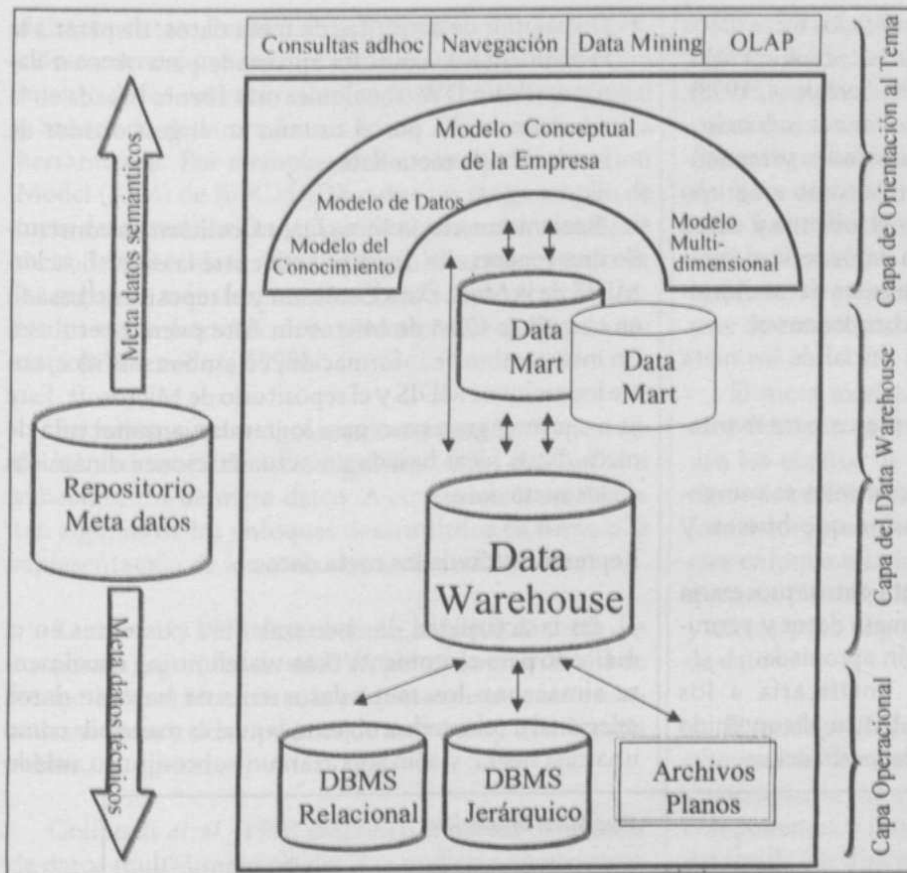 Consultas adhoc
Navegación
Data Mining
OLAP
Modelo Conceptual
de la Empresa
Modelo de Datos
Modelo del
Conocimiento
Modelo
Multi-
dimensional
Data
Mart
Data
Mart
Data
Warehouse
DBMS
Relacional
DBMS
Jerárquico
Archivos
Planos
Meta datos semánticos
Repositorio
Meta datos
Meta datos técnicos
Capa de Orientación al Tema
Capa del Data Warehouse
Capa Operacional